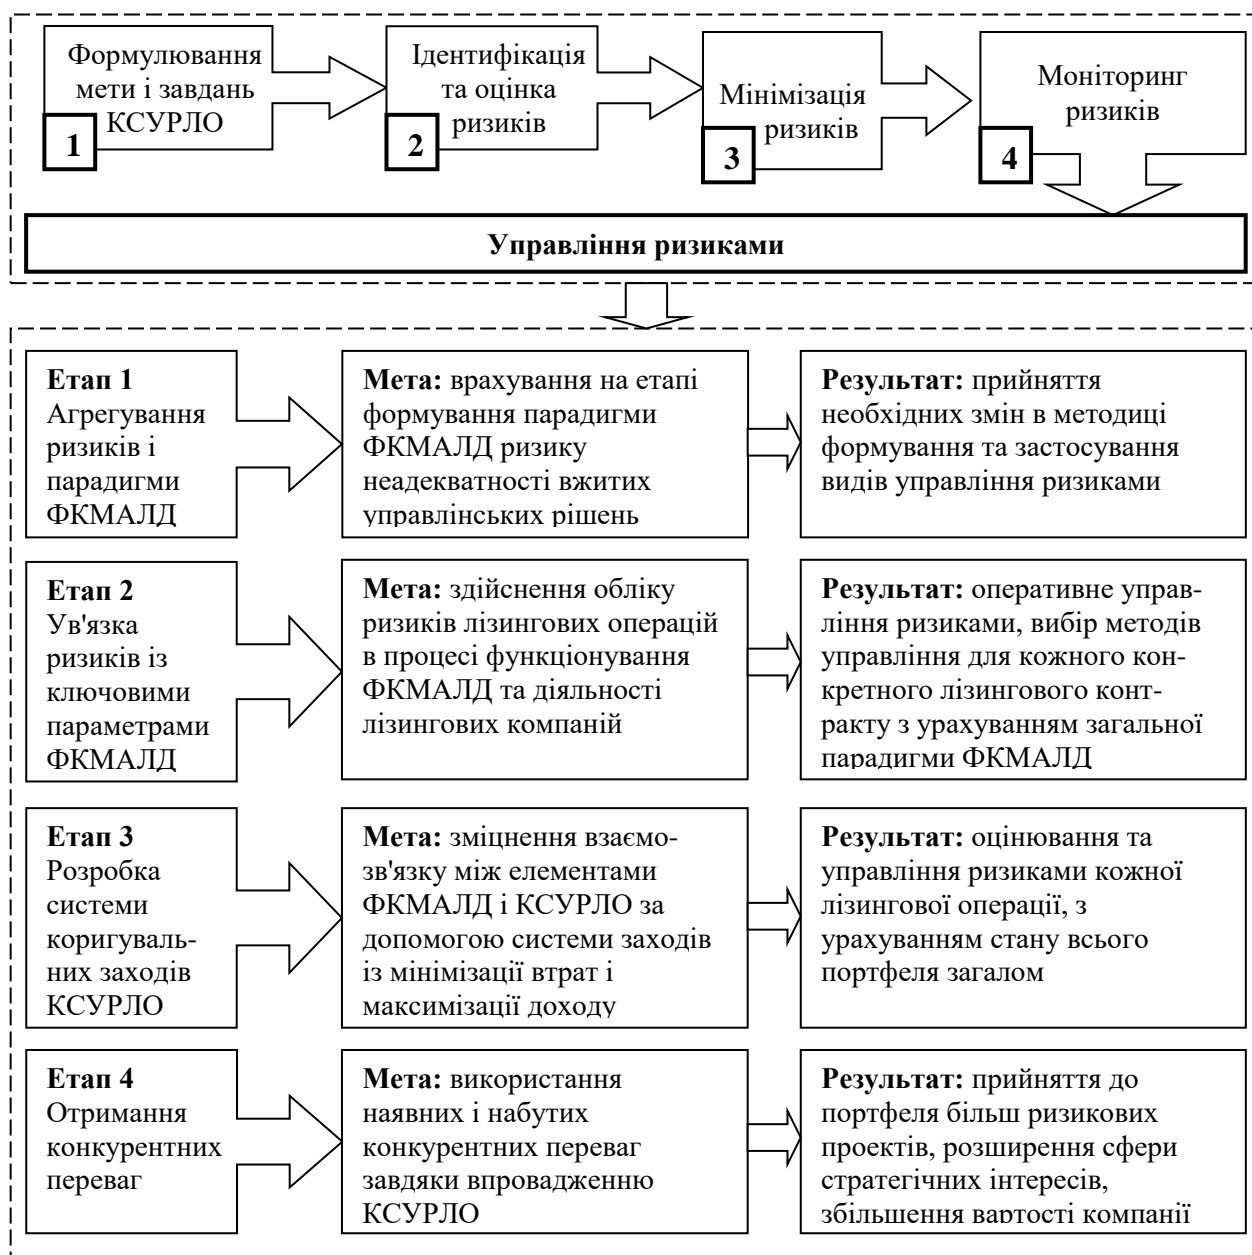 Формулювання
мети і завдань
КСУРЛО
1
Ідентифікація
та оцінка
ризиків
2
Мінімізація
ризиків
3
Моніторинг
ризиків
4
Управління ризиками
Етап 1
Агрегування
ризиків і
парадигми
ФКМАЛД
Мета: врахування на етапі
формування парадигми
ФКМАЛД ризику
неадекватності вжитих
управлінських рішень
Результат: прийняття
необхідних змін в методиці
формування та застосування
видів управління ризиками
Етап 2
Ув'язка
ризиків із
ключовими
параметрами
ФКМАЛД
Мета: здійснення обліку
ризиків лізингових операцій
в процесі функціонування
ФКМАЛД та діяльності
лізингових компаній
Результат: оперативне управ-
ління ризиками, вибір методів
управління для кожного кон-
кретного лізингового конт-
ракту з урахуванням загальної
парадигми ФКМАЛД
Етап 3
Розробка
системи
коригуваль-
них заходів
КСУРЛО
Мета: зміцнення взаємо-
зв'язку між елементами
ФКМАЛД і КСУРЛО за
допомогою системи заходів
із мінімізації втрат і
максимізації доходу
Результат: оцінювання та
управління ризиками кожної
лізингової операції, з
урахуванням стану всього
портфеля загалом
Етап 4
Отримання
конкурентних
переваг
Мета: використання
наявних і набутих
конкурентних переваг
завдяки впровадженню
КСУРЛО
Результат: прийняття до
портфеля більш ризикових
проектів, розширення сфери
стратегічних інтересів,
збільшення вартості компанії